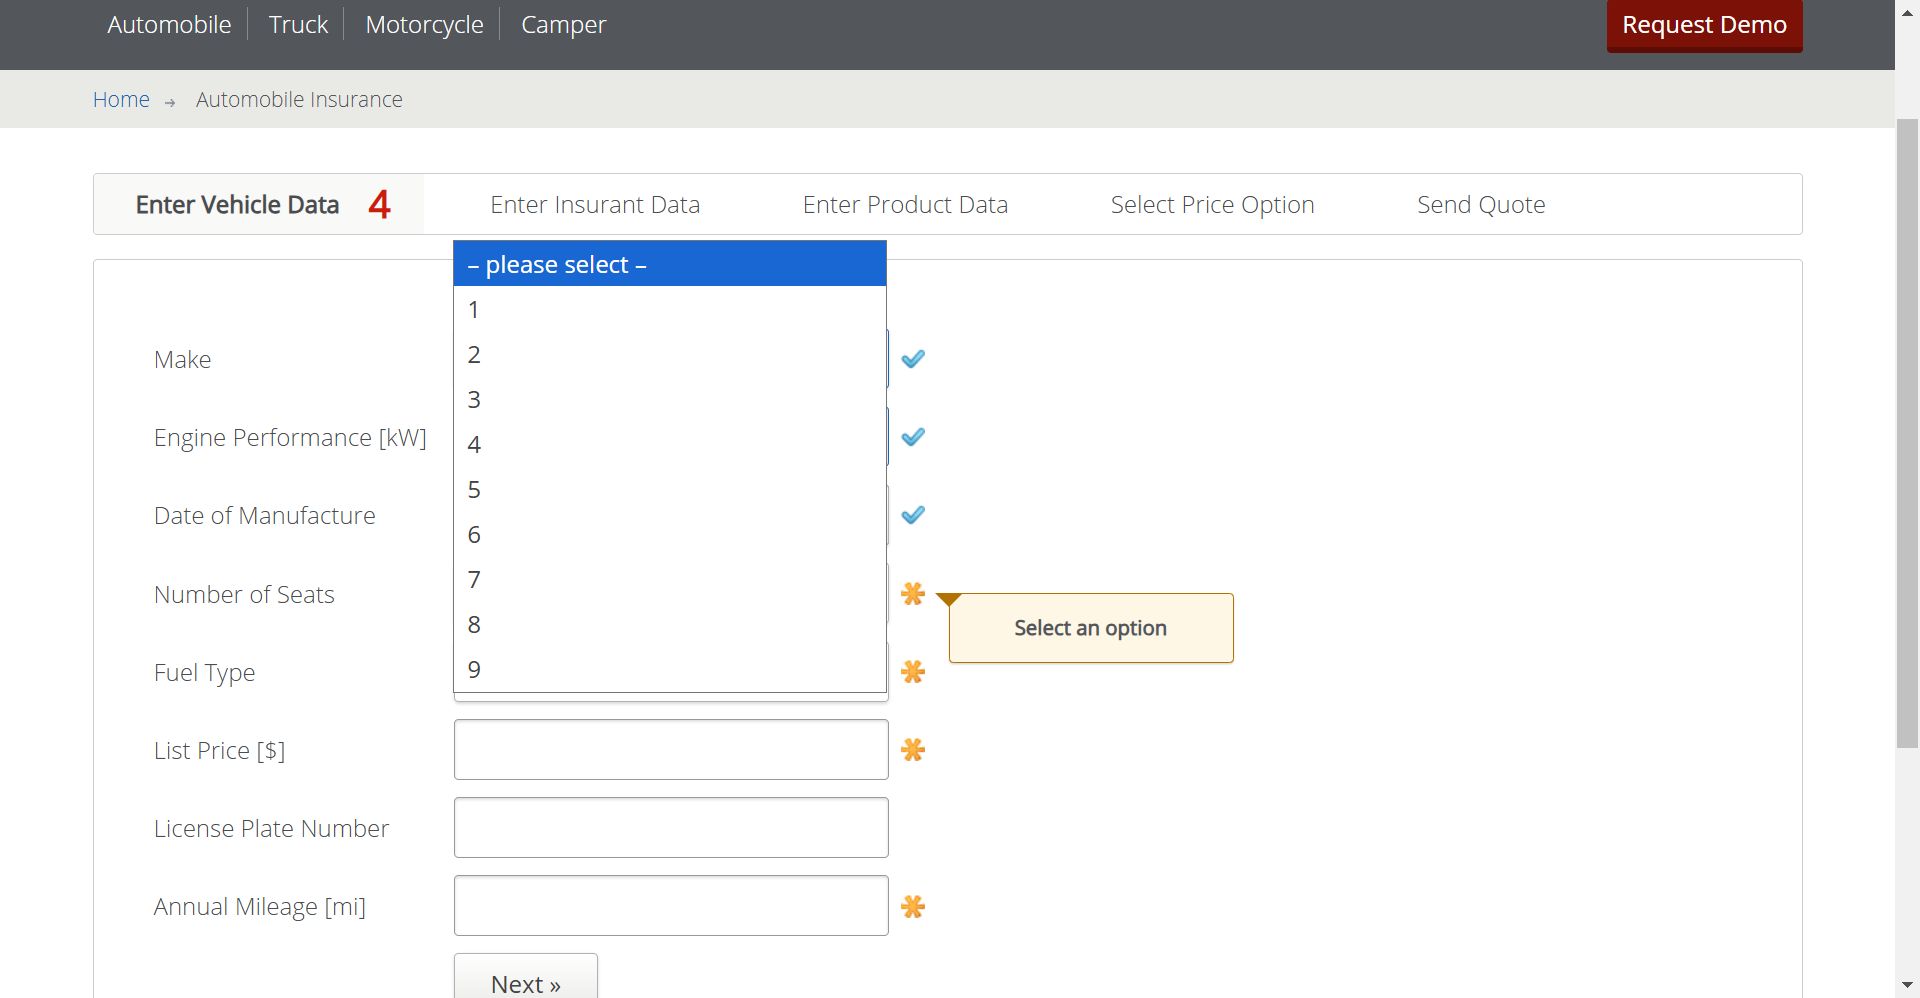 Automobile Truck Motorcycle Camper Request Demo
Home → Automobile Insurance
Enter Vehicle Data 4 Enter Insurant Data Enter Product Data Select Price Option Send Quote
– please select –
1
2
3
4
5
6
7
8
9
Make
Engine Performance [kW]
Date of Manufacture
Number of Seats
Select an option
Fuel Type
List Price [$]
License Plate Number
Annual Mileage [mi]
Next »